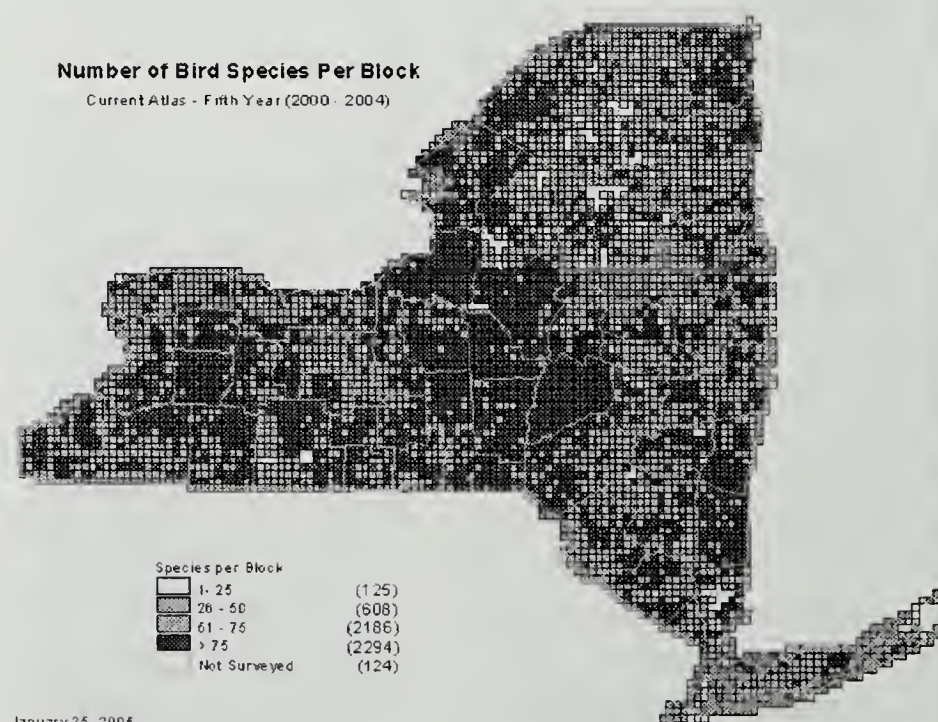 Number of Bird Species Per Block
Current Atlas - Fifth Year (2000 - 2004)
Species per Block
1- 25 (125)
26 - 50 (608)
51 - 75 (2186)
> 75 (2294)
Not Surveyed (124)
January 25, 2005